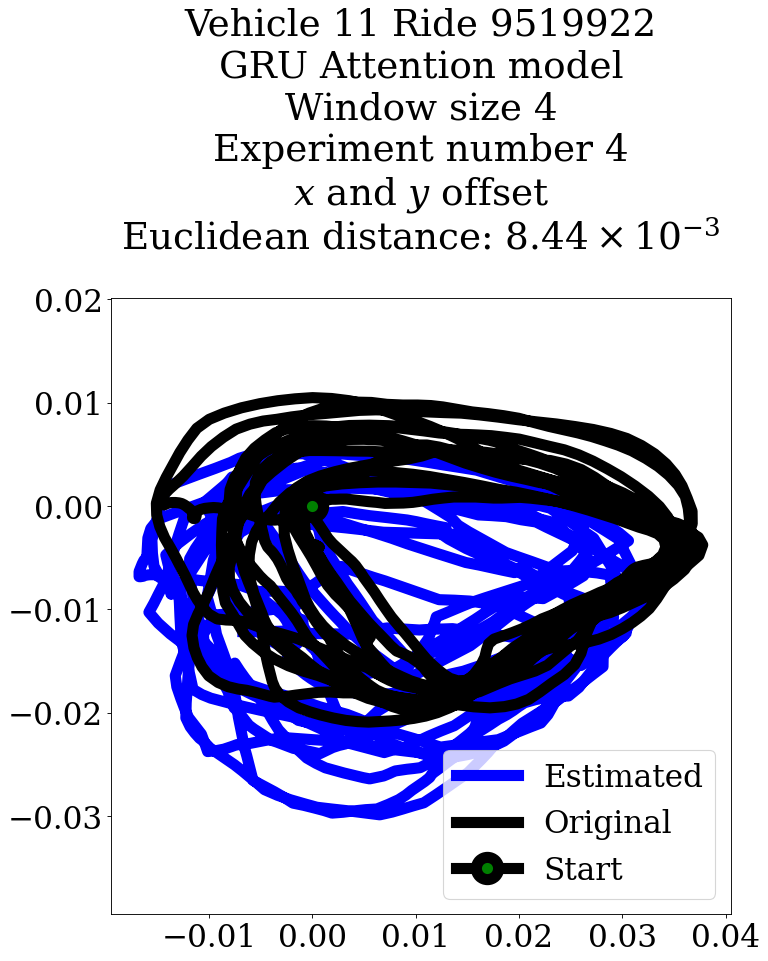 Vehicle 11 Ride 9519922
GRU Attention model
Window size 4
Experiment number 4
x and y offset
Euclidean distance: 8.44 × 10⁻³
0.02
0.01
0.00
−0.01
−0.02
−0.03
Estimated
Original
Start
−0.01 0.00 0.01 0.02 0.03 0.04